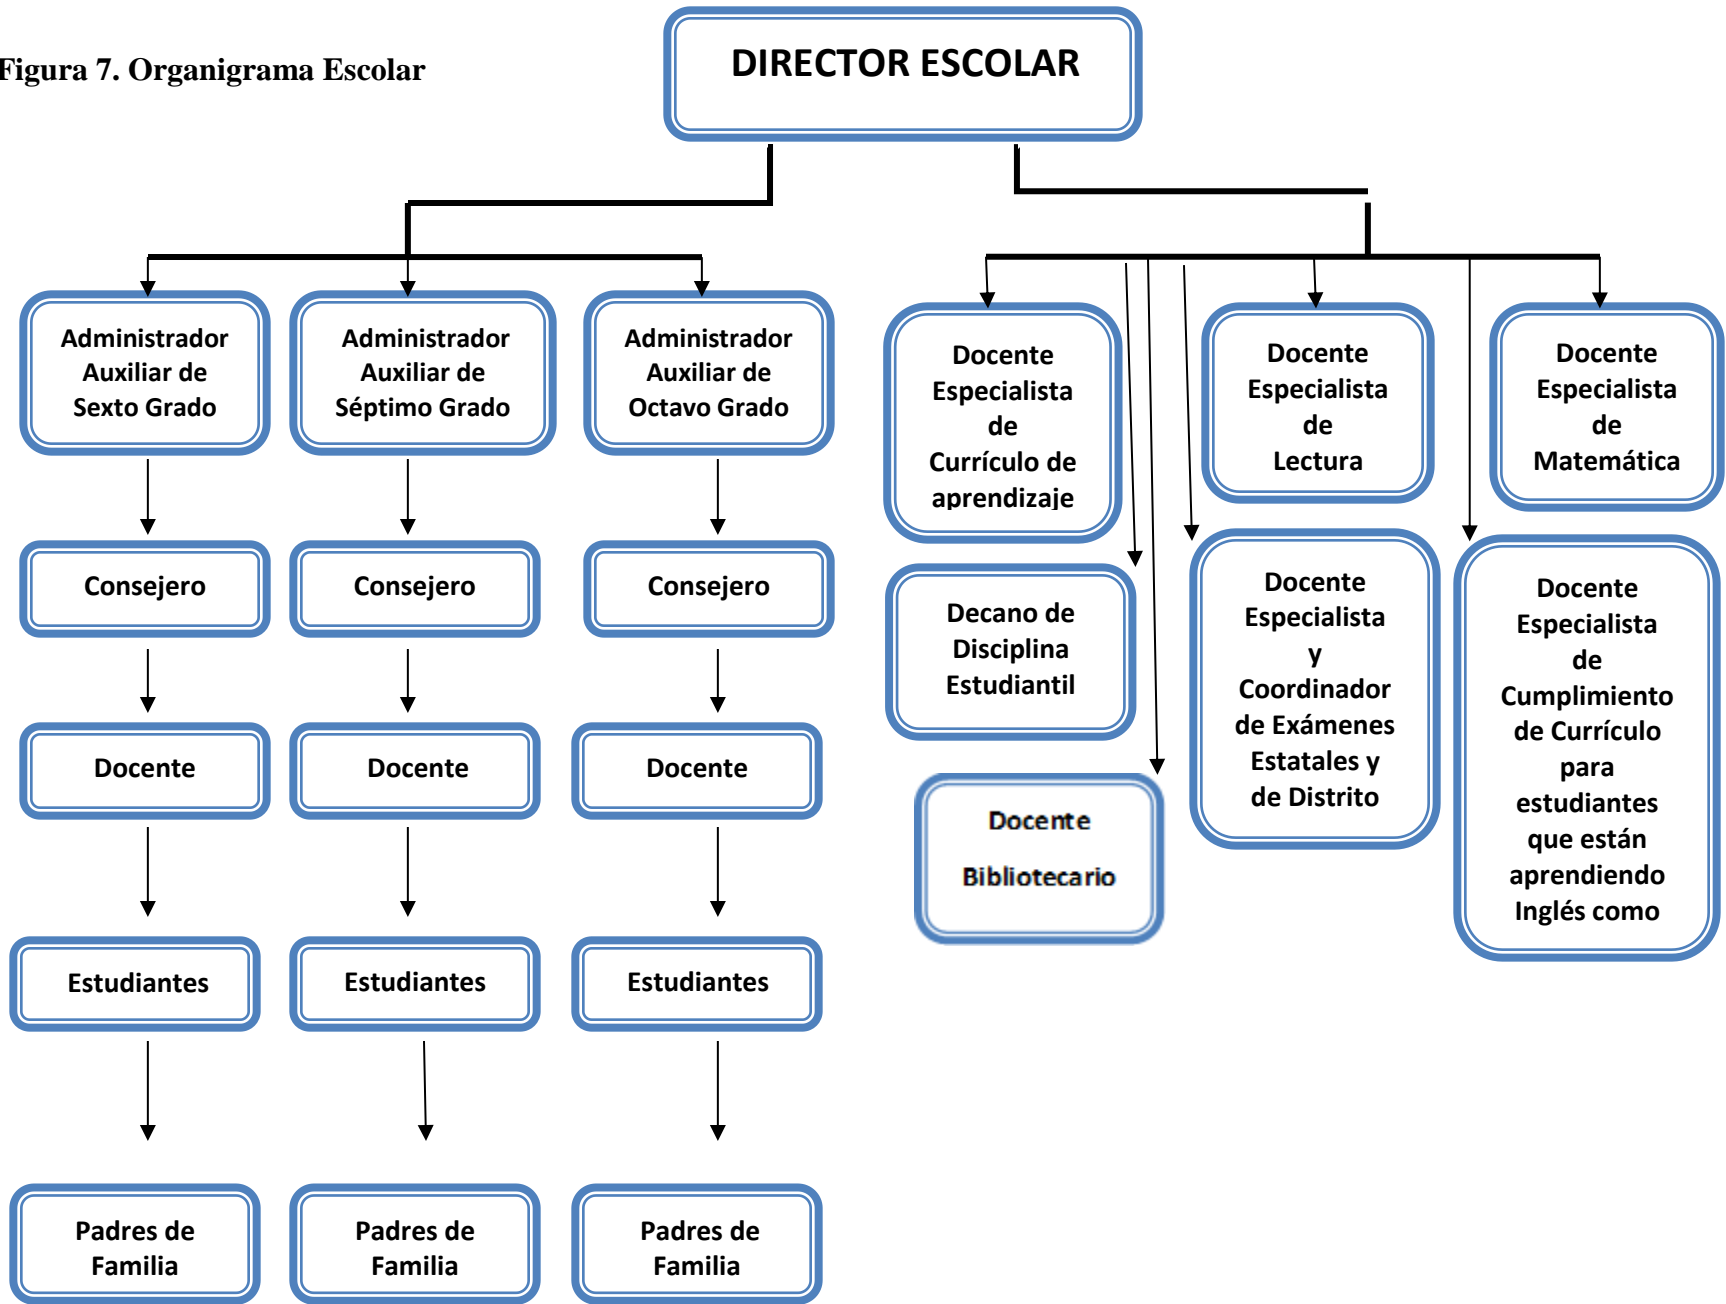 DIRECTOR ESCOLAR
Figura 7. Organigrama Escolar
Administrador
Auxiliar de
Sexto Grado
Administrador
Auxiliar de
Séptimo Grado
Administrador
Auxiliar de
Octavo Grado
Docente
Especialista
de
Currículo de
aprendizaje
Docente
Especialista
de
Lectura
Docente
Especialista
de
Matemática
Consejero
Consejero
Consejero
Decano de
Disciplina
Estudiantil
Docente
Especialista
y
Coordinador
de Exámenes
Estatales y
de Distrito
Docente
Especialista
de
Cumplimiento
de Currículo
para
estudiantes
que están
aprendiendo
Inglés como
Docente
Docente
Docente
Docente
Bibliotecario
Estudiantes
Estudiantes
Estudiantes
Padres de
Familia
Padres de
Familia
Padres de
Familia